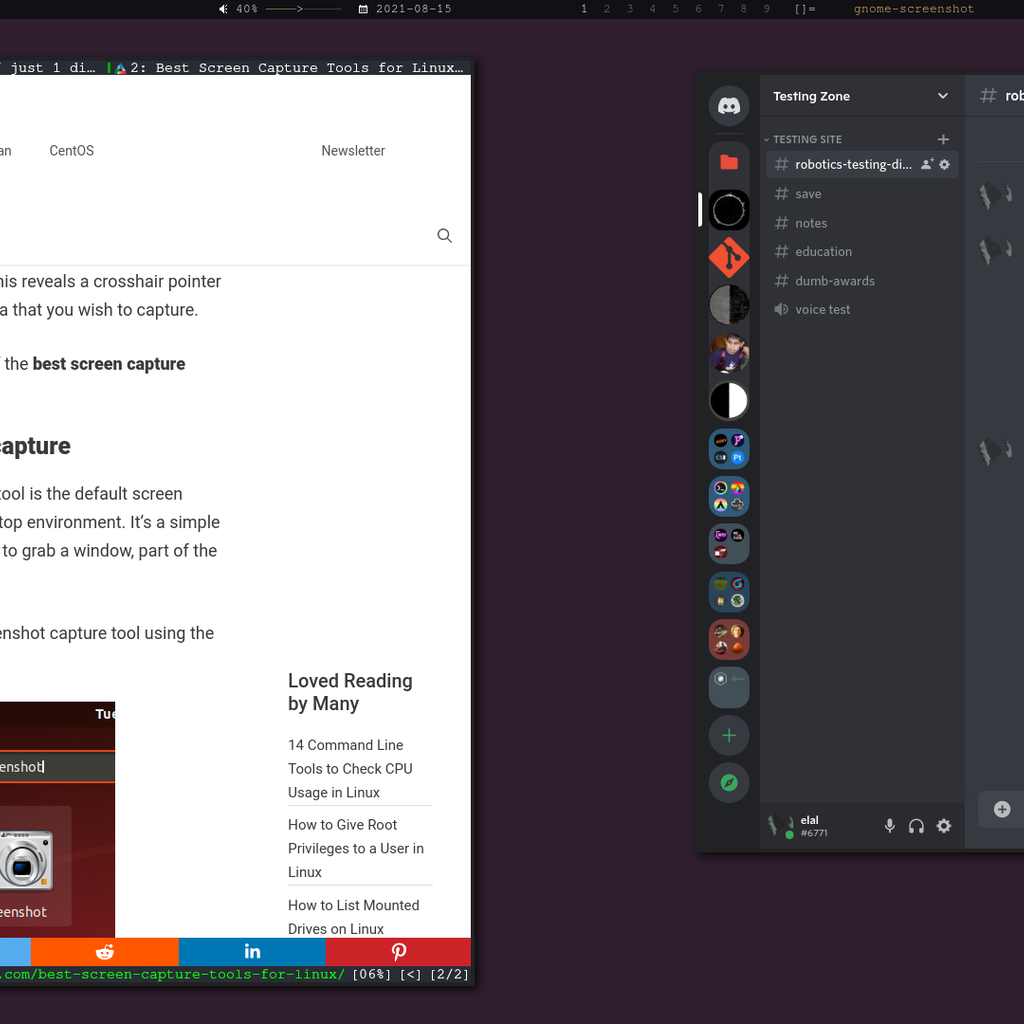 40% ────>──── 2021-08-15 1 2 3 4 5 6 7 8 9 []= gnome-screenshot
just 1 di… 2: Best Screen Capture Tools for Linux…
an CentOS Newsletter
his reveals a crosshair pointer
a that you wish to capture.
the best screen capture
capture
tool is the default screen
top environment. It’s a simple
to grab a window, part of the
enshot capture tool using the
Tue
enshot
enshot
Loved Reading
by Many
14 Command Line
Tools to Check CPU
Usage in Linux
How to Give Root
Privileges to a User in
Linux
How to List Mounted
Drives on Linux
in
.com/best-screen-capture-tools-for-linux/ [06%] [<] [2/2]
Testing Zone
TESTING SITE
# robotics-testing-di...
# save
# notes
# education
# dumb-awards
voice test
Pt
elal
#6771
# rob